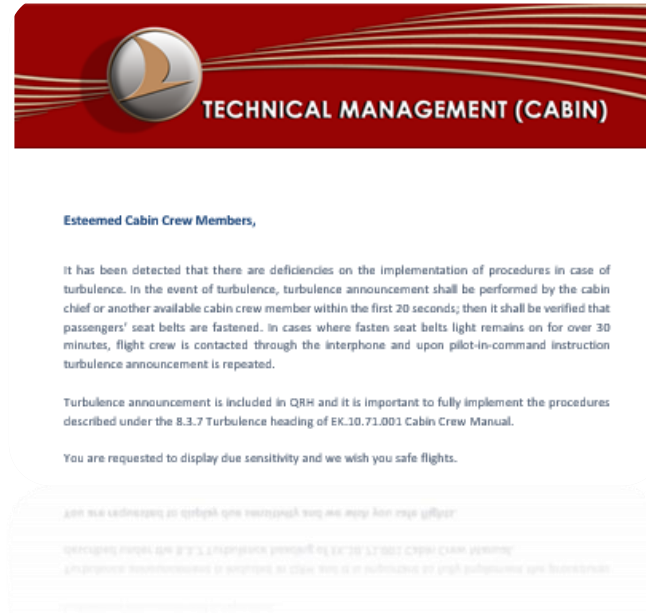 TECHNICAL MANAGEMENT (CABIN)
Esteemed Cabin Crew Members,
It has been detected that there are deficiencies on the implementation of procedures in case of
turbulence. In the event of turbulence, turbulence announcement shall be performed by the cabin
chief or another available cabin crew member within the first 20 seconds; then it shall be verified that
passengers' seat belts are fastened. In cases where fasten seat belts light remains on for over 30
minutes, flight crew is contacted through the interphone and upon pilot-in-command instruction
turbulence announcement is repeated.
Turbulence announcement is included in QRH and it is important to fully implement the procedures
described under the 8.3.7 Turbulence heading of EK.10.71.001 Cabin Crew Manual.
You are requested to display due sensitivity and we wish you safe flights.